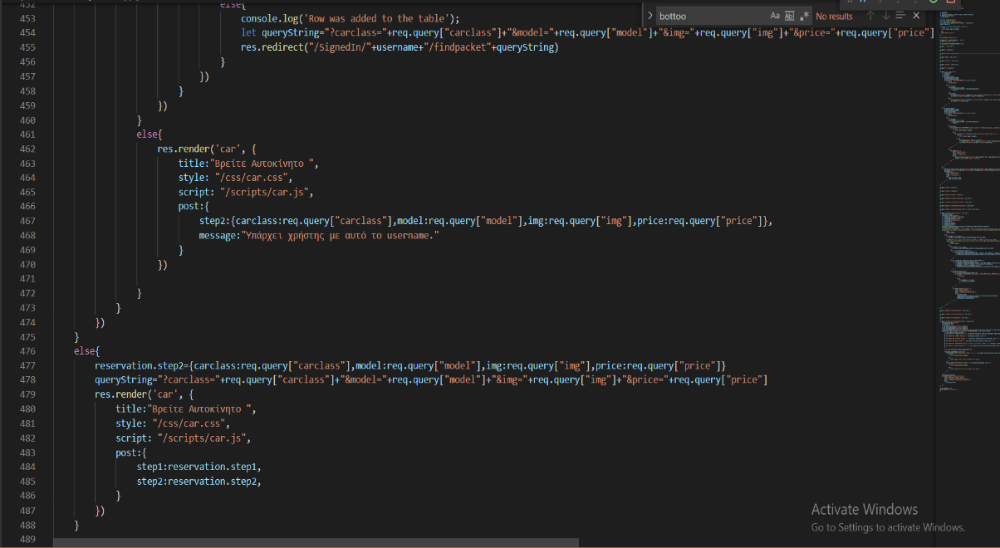 452 else{
453 console.log('Row was added to the table');
454 let queryString="?carclass="+req.query["carclass"]+"&model="+req.query["model"]+"&img="+req.query["img"]+"&price="+req.query["price"]
455 res.redirect("/signedIn/"+username+"/findpacket"+queryString)
456 }
457 })
458 }
459 })
460 }
461 else{
462 res.render('car', {
463 title:"Βρείτε Αυτοκίνητο ",
464 style: "/css/car.css",
465 script: "/scripts/car.js",
466 post:{
467 step2:{carclass:req.query["carclass"],model:req.query["model"],img:req.query["img"],price:req.query["price"]},
468 message:"Υπάρχει χρήστης με αυτό το username."
469 }
470 })
471
472 }
473 }
474 })
475 }
476 else{
477 reservation.step2={carclass:req.query["carclass"],model:req.query["model"],img:req.query["img"],price:req.query["price"]}
478 queryString="?carclass="+req.query["carclass"]+"&model="+req.query["model"]+"&img="+req.query["img"]+"&price="+req.query["price"]
479 res.render('car', {
480 title:"Βρείτε Αυτοκίνητο ",
481 style: "/css/car.css",
482 script: "/scripts/car.js",
483 post:{
484 step1:reservation.step1,
485 step2:reservation.step2,
486 }
487 })
488 }
489
bottoo
Aa Ab .* No results
Activate Windows
Go to Settings to activate Windows.